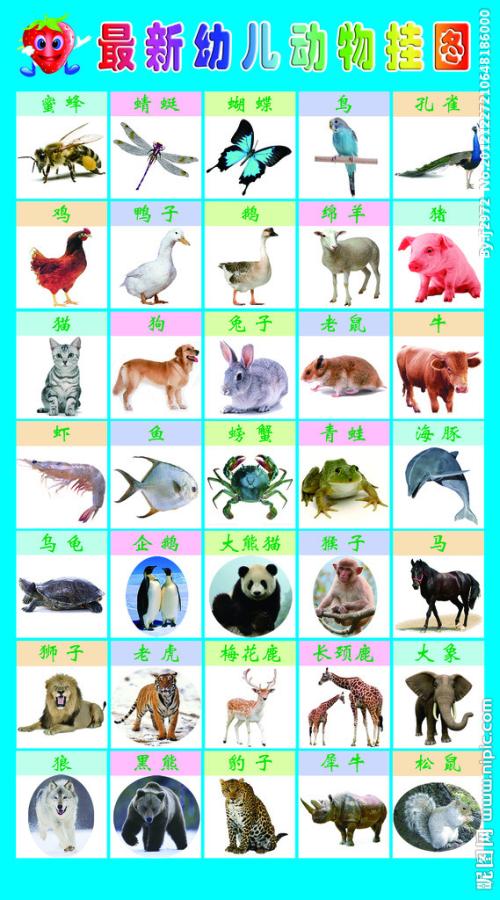 最新幼儿动物挂图
蜜蜂 蜻蜓 蝴蝶 鸟 孔雀
鸡 鸭子 鹅 绵羊 猪
猫 狗 兔子 老鼠 牛
虾 鱼 螃蟹 青蛙 海豚
乌龟 企鹅 大熊猫 猴子 马
狮子 老虎 梅花鹿 长颈鹿 大象
狼 黑熊 豹子 犀牛 松鼠
By:lj2972 No:20121227210648186000
昵图网 www.nipic.com